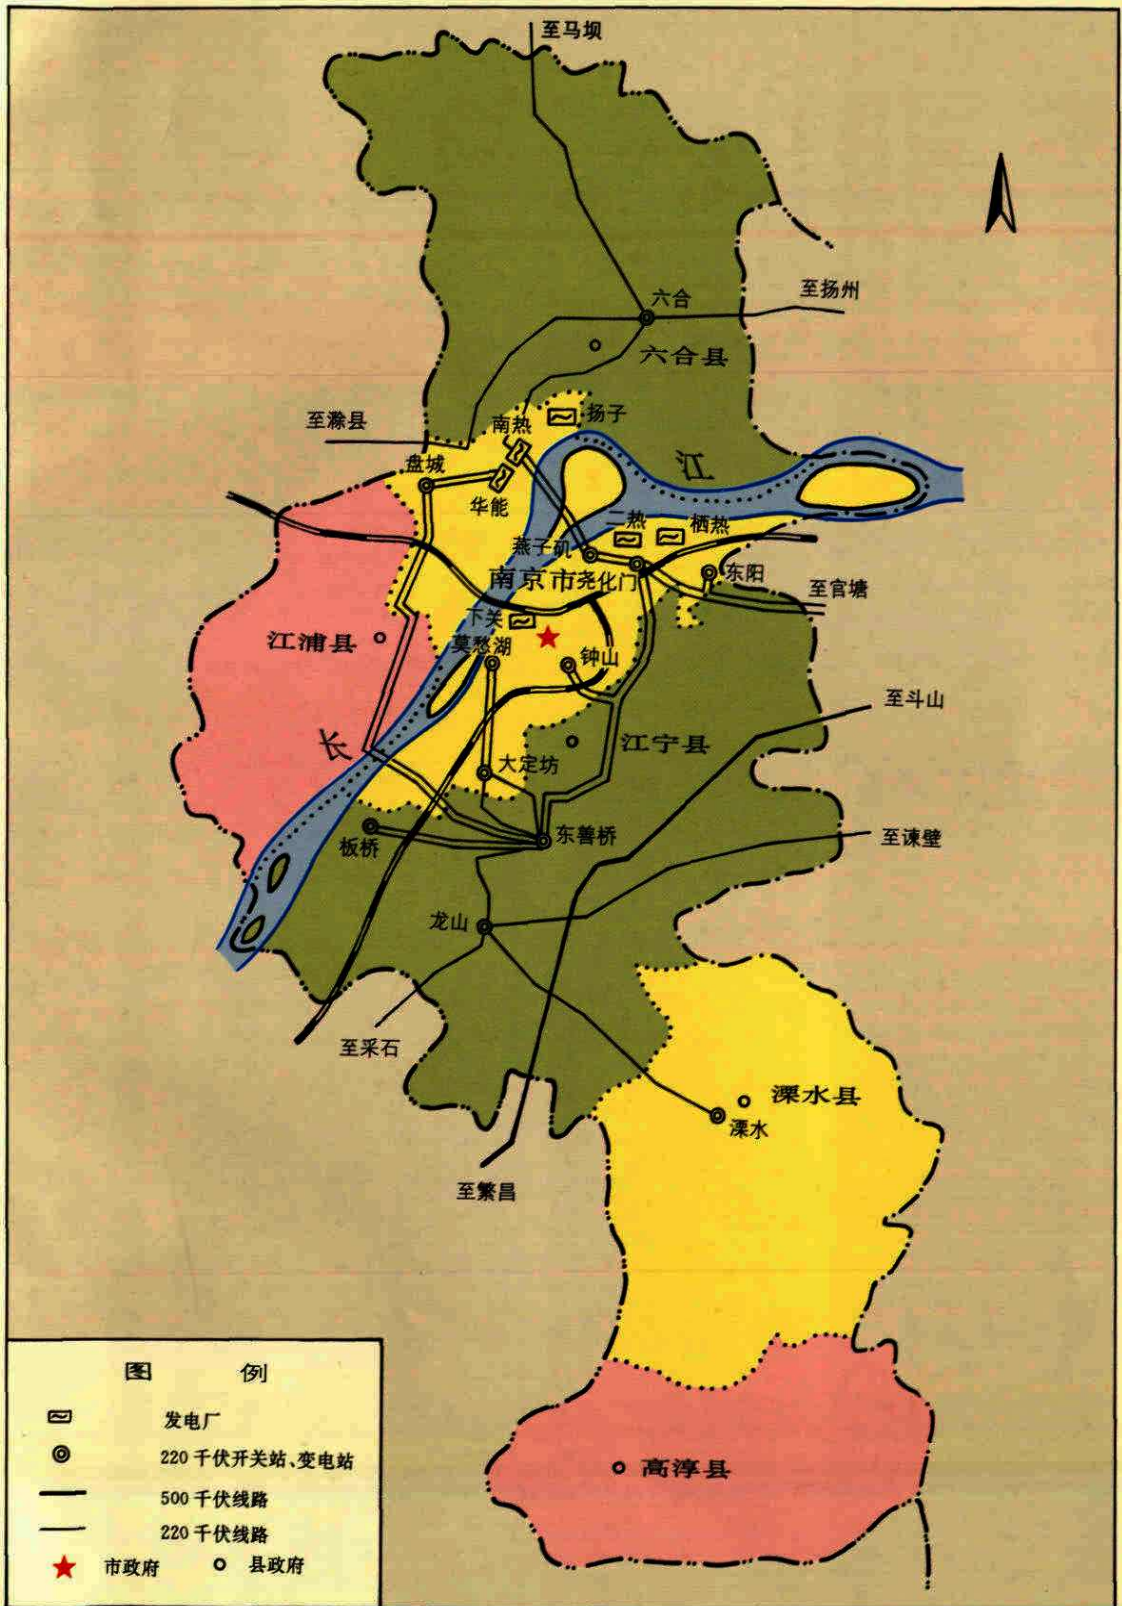 至马坝
六合
至扬州
六合县
至滁县
南热
扬子
盘城
江
华能
二热
栖热
燕子矶
南京市
尧化门
东阳
至官塘
下关
江浦县
莫愁湖
钟山
至斗山
长
江宁县
大定坊
板桥
东善桥
至谏壁
龙山
至采石
溧水县
溧水
至繁昌
高淳县
图 例
发电厂
220千伏开关站、变电站
500千伏线路
220千伏线路
市政府 县政府